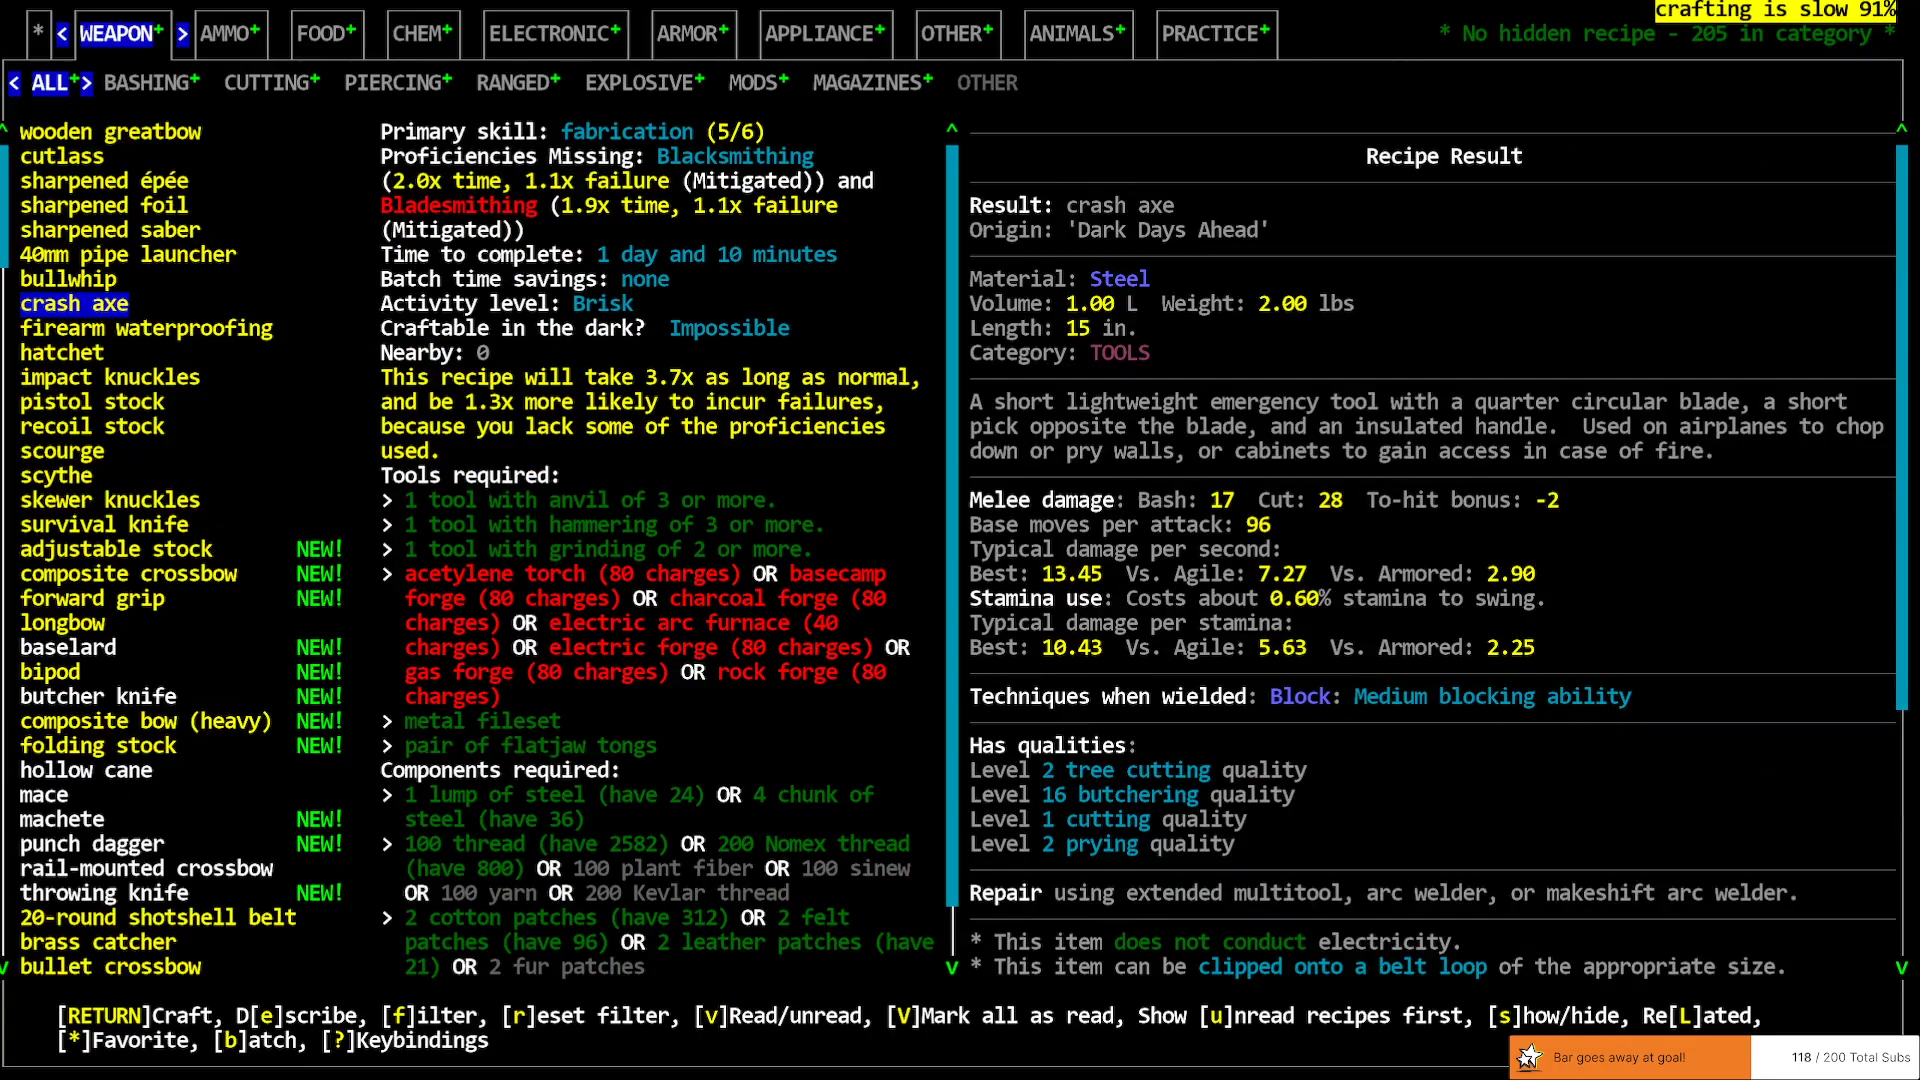 crafting is slow 91%
* < WEAPON+ > AMMO+ FOOD+ CHEM+ ELECTRONIC+ ARMOR+ APPLIANCE+ OTHER+ ANIMALS+ PRACTICE+ * No hidden recipe - 205 in category *
< ALL+> BASHING+ CUTTING+ PIERCING+ RANGED+ EXPLOSIVE+ MODS+ MAGAZINES+ OTHER
wooden greatbow
cutlass
sharpened épée
sharpened foil
sharpened saber
40mm pipe launcher
bullwhip
crash axe
firearm waterproofing
hatchet
impact knuckles
pistol stock
recoil stock
scourge
scythe
skewer knuckles
survival knife
adjustable stock NEW!
composite crossbow NEW!
forward grip NEW!
longbow
baselard NEW!
bipod NEW!
butcher knife NEW!
composite bow (heavy) NEW!
folding stock NEW!
hollow cane
mace
machete NEW!
punch dagger NEW!
rail-mounted crossbow
throwing knife NEW!
20-round shotshell belt
brass catcher
bullet crossbow
Primary skill: fabrication (5/6)
Proficiencies Missing: Blacksmithing
(2.0x time, 1.1x failure (Mitigated)) and
Bladesmithing (1.9x time, 1.1x failure
(Mitigated))
Time to complete: 1 day and 10 minutes
Batch time savings: none
Activity level: Brisk
Craftable in the dark? Impossible
Nearby: 0
This recipe will take 3.7x as long as normal,
and be 1.3x more likely to incur failures,
because you lack some of the proficiencies
used.
Tools required:
> 1 tool with anvil of 3 or more.
> 1 tool with hammering of 3 or more.
> 1 tool with grinding of 2 or more.
> acetylene torch (80 charges) OR basecamp
forge (80 charges) OR charcoal forge (80
charges) OR electric arc furnace (40
charges) OR electric forge (80 charges) OR
gas forge (80 charges) OR rock forge (80
charges)
> metal fileset
> pair of flatjaw tongs
Components required:
> 1 lump of steel (have 24) OR 4 chunk of
steel (have 36)
> 100 thread (have 2582) OR 200 Nomex thread
(have 800) OR 100 plant fiber OR 100 sinew
OR 100 yarn OR 200 Kevlar thread
> 2 cotton patches (have 312) OR 2 felt
patches (have 96) OR 2 leather patches (have
21) OR 2 fur patches
Recipe Result
Result: crash axe
Origin: 'Dark Days Ahead'
Material: Steel
Volume: 1.00 L Weight: 2.00 lbs
Length: 15 in.
Category: TOOLS
A short lightweight emergency tool with a quarter circular blade, a short
pick opposite the blade, and an insulated handle. Used on airplanes to chop
down or pry walls, or cabinets to gain access in case of fire.
Melee damage: Bash: 17 Cut: 28 To-hit bonus: -2
Base moves per attack: 96
Typical damage per second:
Best: 13.45 Vs. Agile: 7.27 Vs. Armored: 2.90
Stamina use: Costs about 0.60% stamina to swing.
Typical damage per stamina:
Best: 10.43 Vs. Agile: 5.63 Vs. Armored: 2.25
Techniques when wielded: Block: Medium blocking ability
Has qualities:
Level 2 tree cutting quality
Level 16 butchering quality
Level 1 cutting quality
Level 2 prying quality
Repair using extended multitool, arc welder, or makeshift arc welder.
* This item does not conduct electricity.
* This item can be clipped onto a belt loop of the appropriate size.
[RETURN]Craft, D[e]scribe, [f]ilter, [r]eset filter, [v]Read/unread, [V]Mark all as read, Show [u]nread recipes first, [s]how/hide, Re[L]ated,
[*]Favorite, [b]atch, [?]Keybindings
Bar goes away at goal! 118 / 200 Total Subs